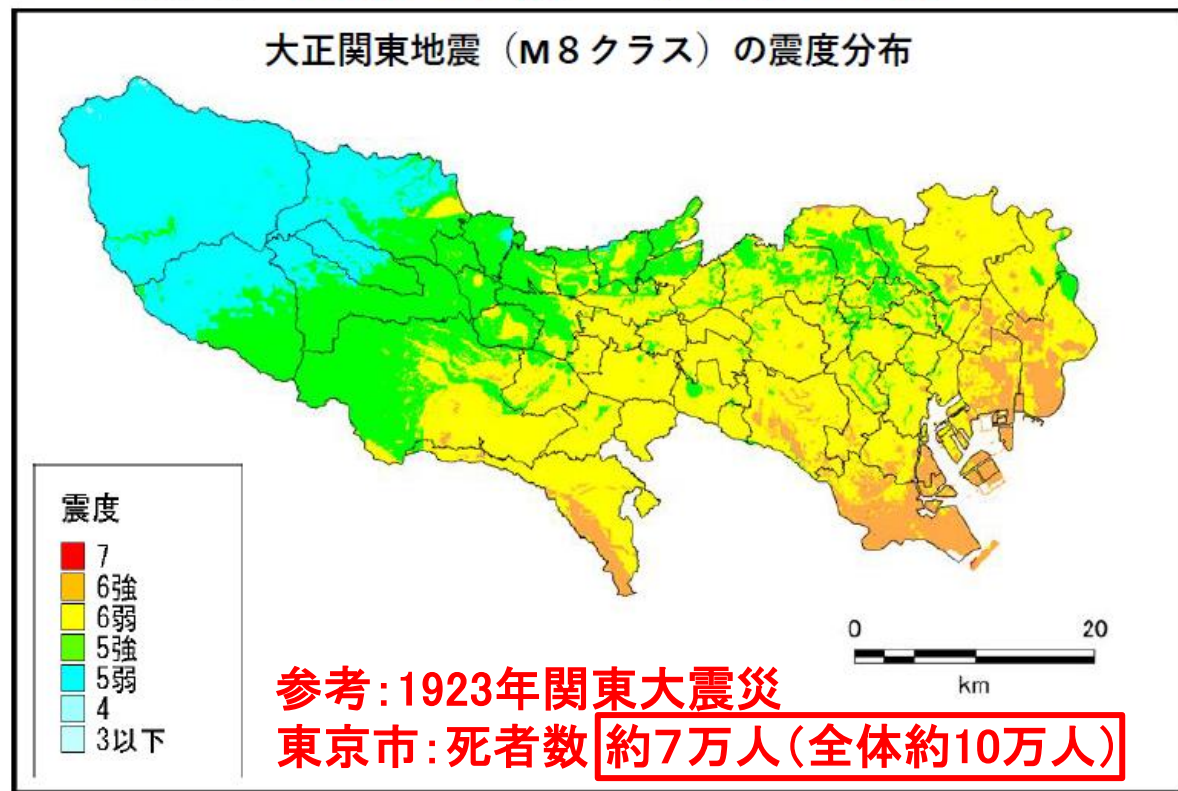 大正関東地震（M８クラス）の震度分布
震度
7
6強
6弱
5強
5弱
4
3以下
0 20
km
参考：1923年関東大震災
東京市：死者数 約７万人（全体約10万人）